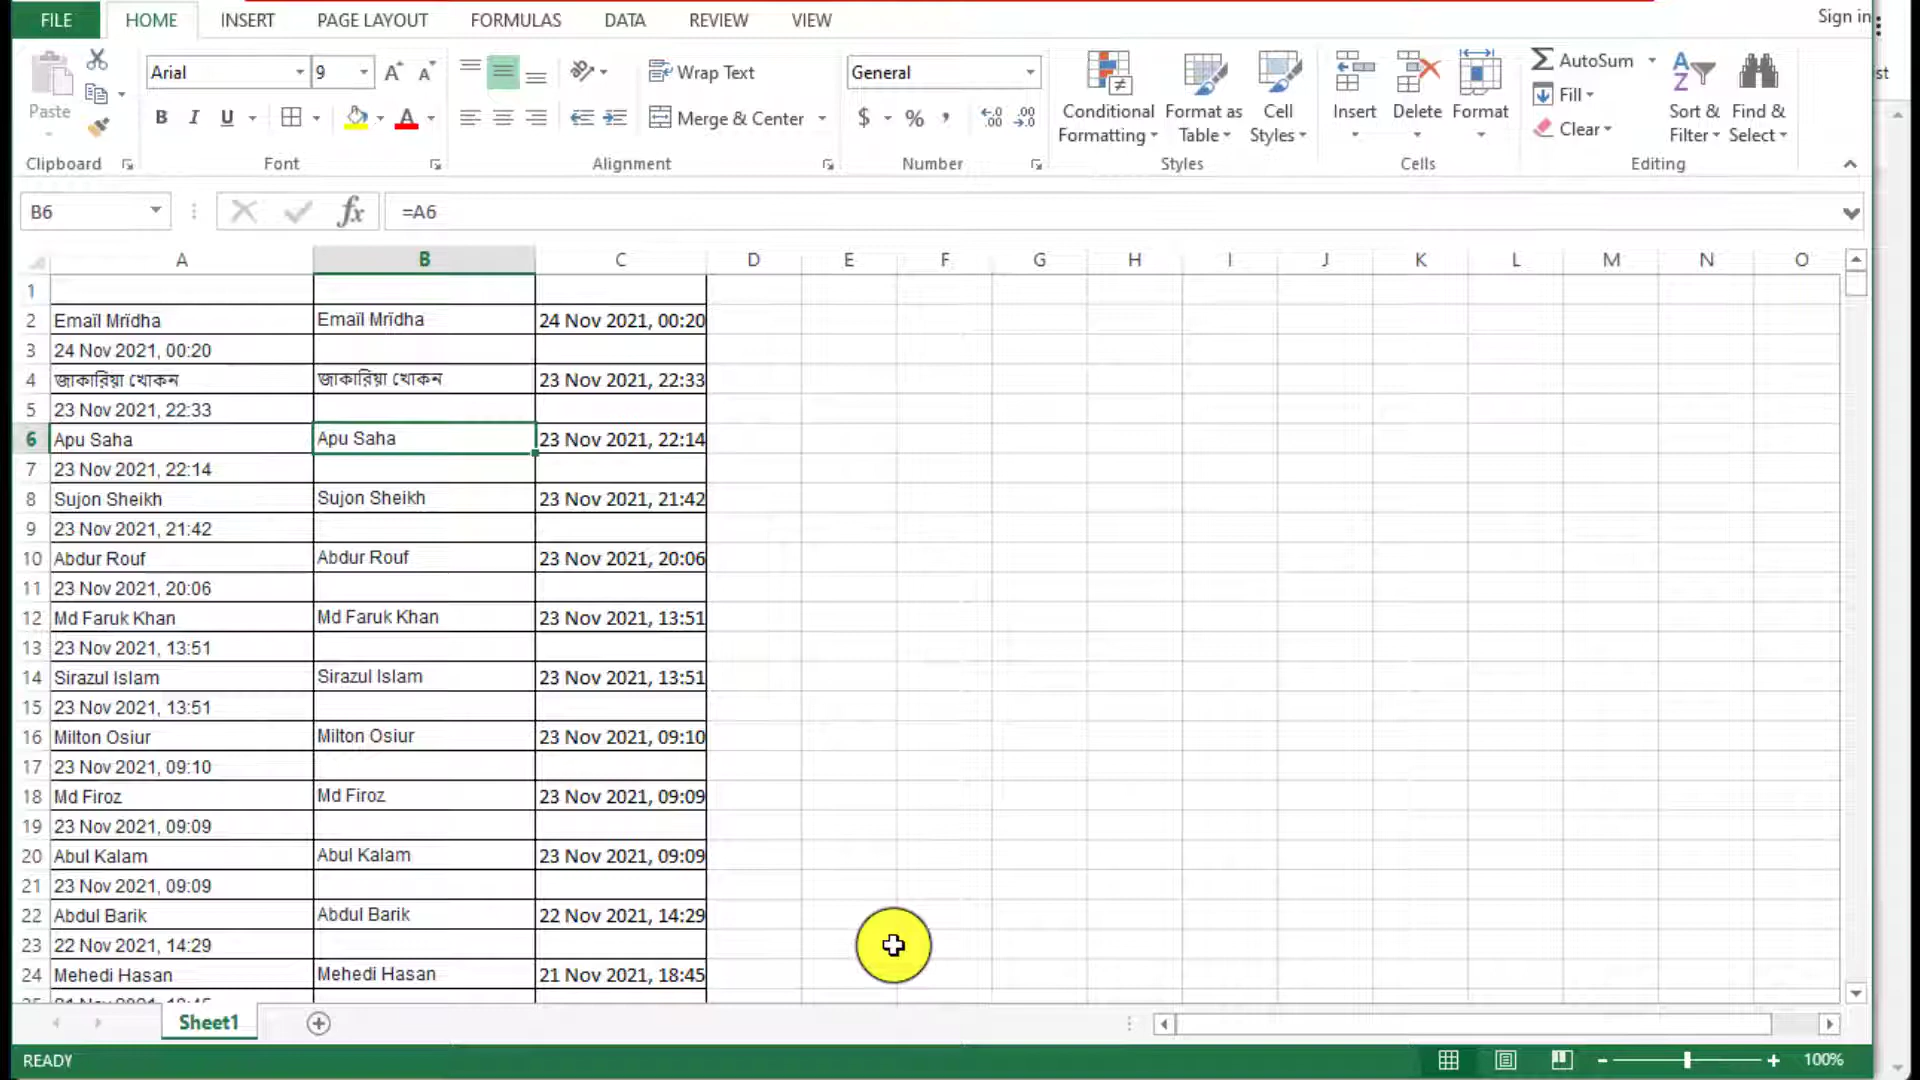 FILE HOME INSERT PAGE LAYOUT FORMULAS DATA REVIEW VIEW Sign in
st
Arial 9 A A Wrap Text General AutoSum
Paste Conditional Formatting Format as Table Cell Styles Insert Delete Format Fill Sort & Filter Find & Select
B I U A Merge & Center $ % , Clear
Clipboard Font Alignment Number Styles Cells Editing
B6 fx =A6
A B C D E F G H I J K L M N O
1
2 Emaïl Mrïdha Emaïl Mrïdha 24 Nov 2021, 00:20
3 24 Nov 2021, 00:20
4 জাকারিয়া খোকন জাকারিয়া খোকন 23 Nov 2021, 22:33
5 23 Nov 2021, 22:33
6 Apu Saha Apu Saha 23 Nov 2021, 22:14
7 23 Nov 2021, 22:14
8 Sujon Sheikh Sujon Sheikh 23 Nov 2021, 21:42
9 23 Nov 2021, 21:42
10 Abdur Rouf Abdur Rouf 23 Nov 2021, 20:06
11 23 Nov 2021, 20:06
12 Md Faruk Khan Md Faruk Khan 23 Nov 2021, 13:51
13 23 Nov 2021, 13:51
14 Sirazul Islam Sirazul Islam 23 Nov 2021, 13:51
15 23 Nov 2021, 13:51
16 Milton Osiur Milton Osiur 23 Nov 2021, 09:10
17 23 Nov 2021, 09:10
18 Md Firoz Md Firoz 23 Nov 2021, 09:09
19 23 Nov 2021, 09:09
20 Abul Kalam Abul Kalam 23 Nov 2021, 09:09
21 23 Nov 2021, 09:09
22 Abdul Barik Abdul Barik 22 Nov 2021, 14:29
23 22 Nov 2021, 14:29
24 Mehedi Hasan Mehedi Hasan 21 Nov 2021, 18:45
Sheet1
READY 100%